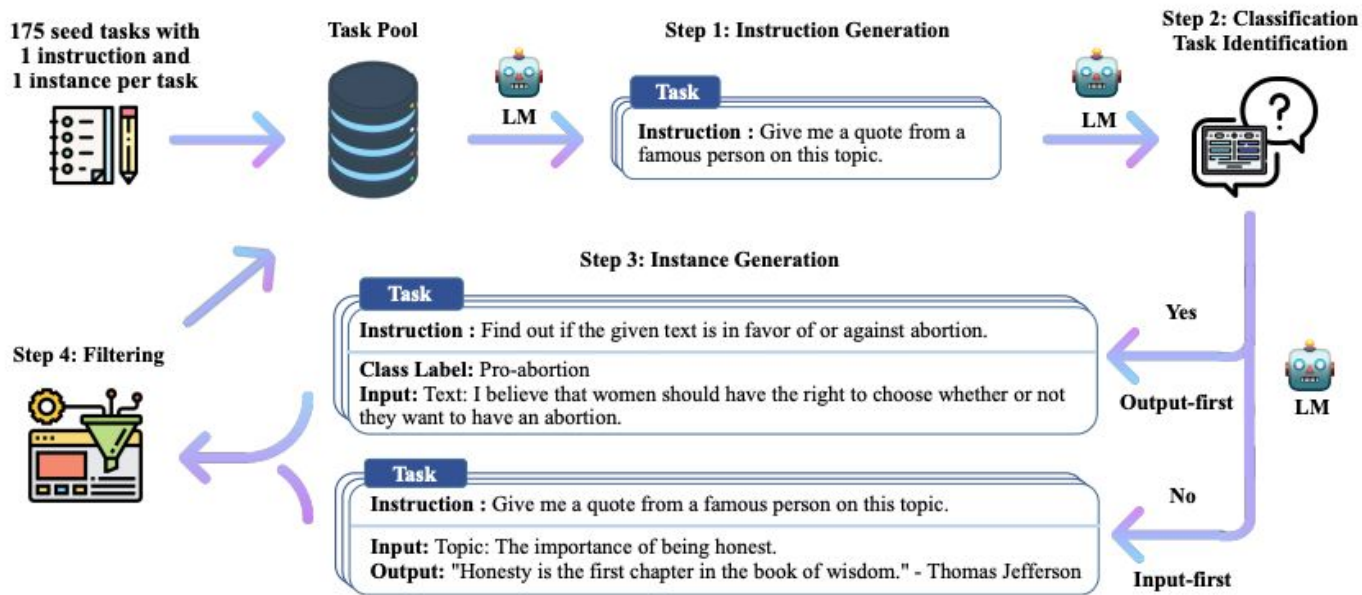 175 seed tasks with
1 instruction and
1 instance per task
Task Pool
LM
Step 1: Instruction Generation
Task
Instruction : Give me a quote from a
famous person on this topic.
LM
Step 2: Classification
Task Identification
Step 3: Instance Generation
Task
Instruction : Find out if the given text is in favor of or against abortion.
Class Label: Pro-abortion
Input: Text: I believe that women should have the right to choose whether or not
they want to have an abortion.
Yes
Output-first
LM
Task
Instruction : Give me a quote from a famous person on this topic.
Input: Topic: The importance of being honest.
Output: "Honesty is the first chapter in the book of wisdom." - Thomas Jefferson
No
Input-first
Step 4: Filtering